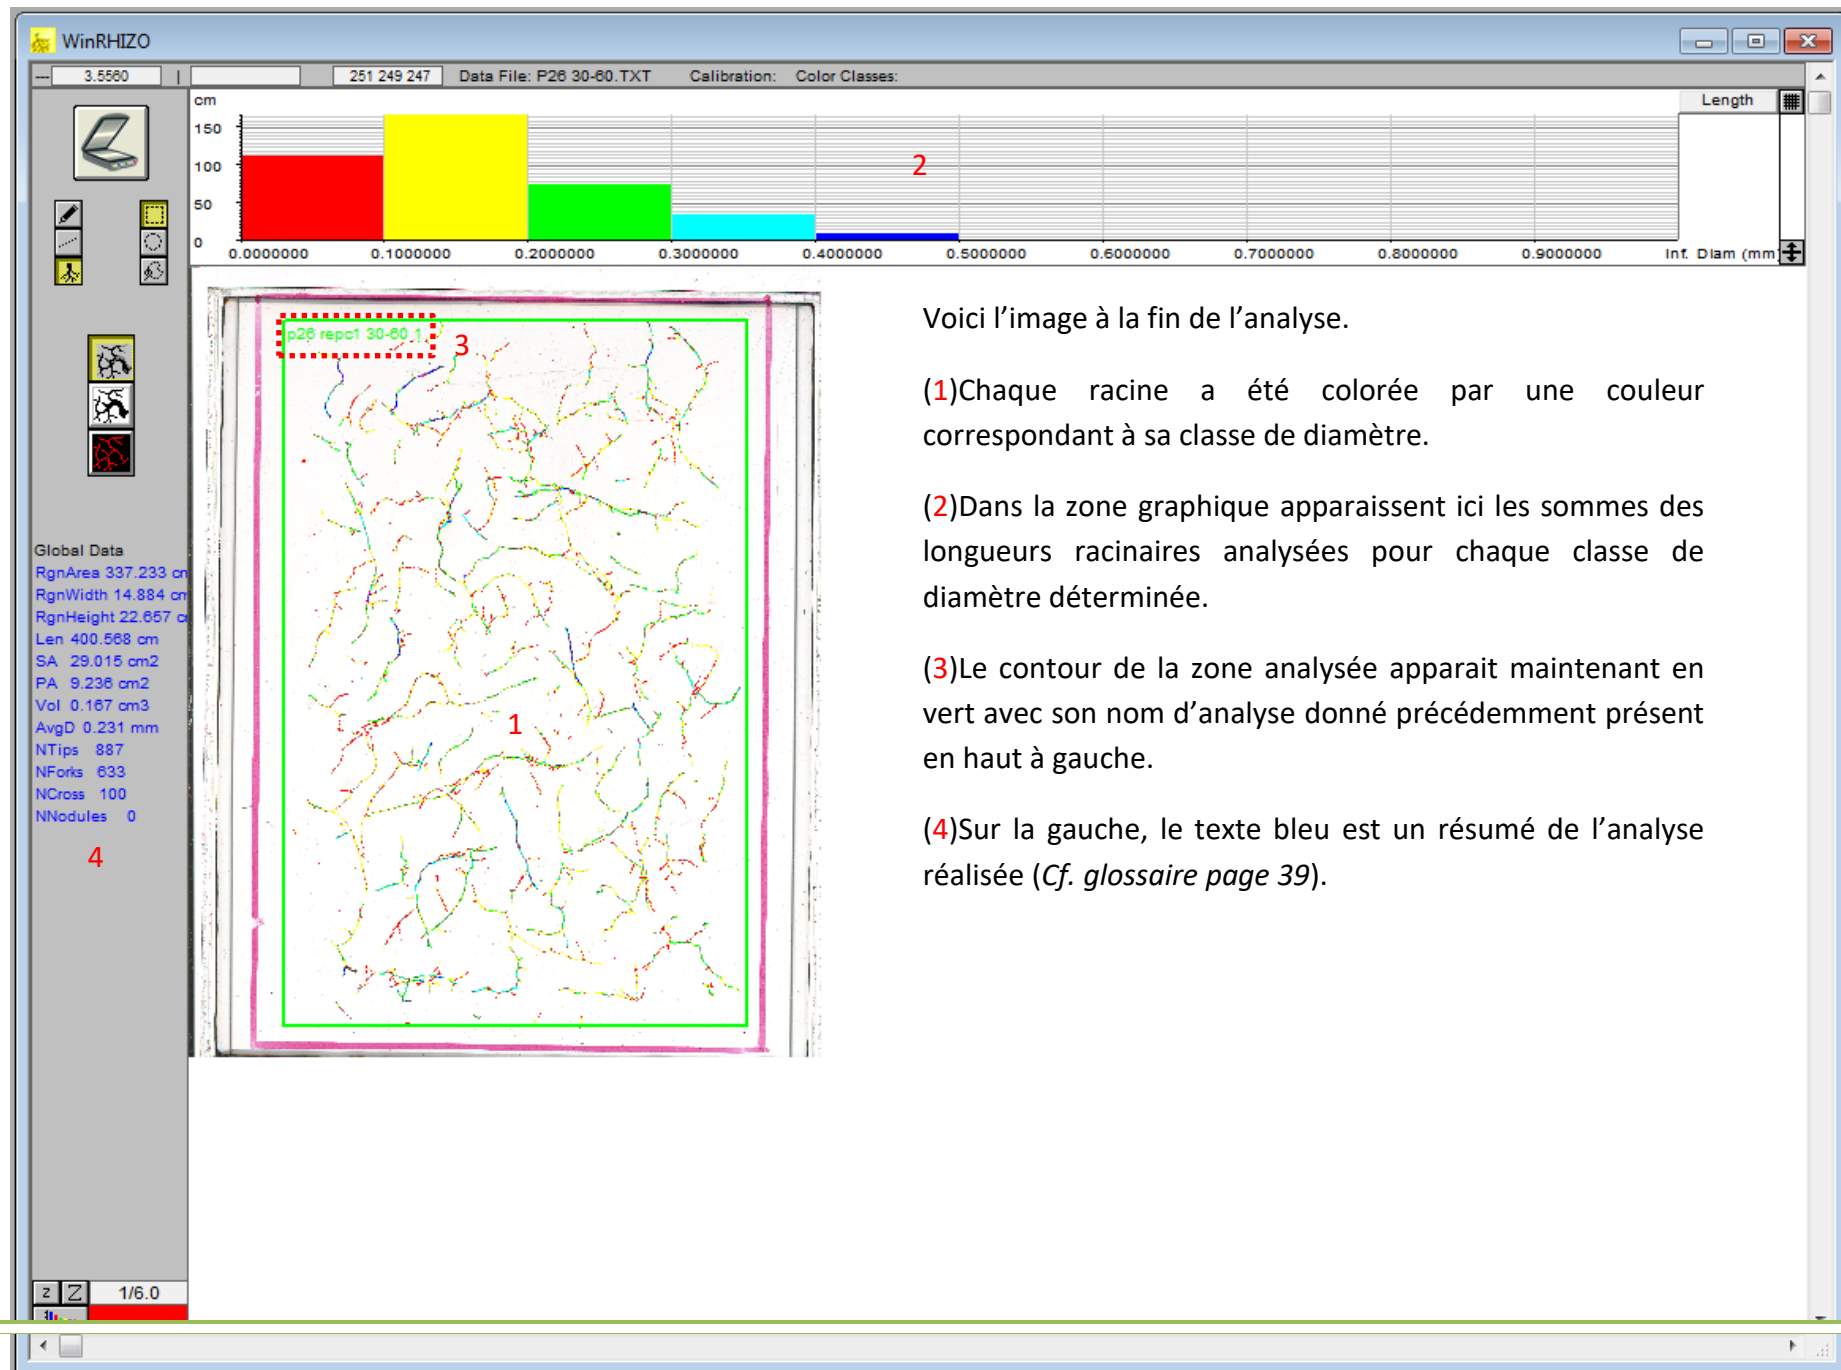 WinRHIZO
--- 3.5560 | 251 249 247 Data File: P26 30-60.TXT Calibration: Color Classes:
cm
Length
150
100
50
0
2
0.0000000 0.1000000 0.2000000 0.3000000 0.4000000 0.5000000 0.6000000 0.7000000 0.8000000 0.9000000 Inf. Diam (mm)
p26 repc1 30-60 1
3
1
Global Data
RgnArea 337.233 cm
RgnWidth 14.884 cm
RgnHeight 22.657 c
Len 400.568 cm
SA 29.015 cm2
PA 9.236 cm2
Vol 0.167 cm3
AvgD 0.231 mm
NTips 887
NForks 633
NCross 100
NNodules 0
4
z Z 1/6.0
Voici l’image à la fin de l’analyse.
(1)Chaque racine a été colorée par une couleur
correspondant à sa classe de diamètre.
(2)Dans la zone graphique apparaissent ici les sommes des
longueurs racinaires analysées pour chaque classe de
diamètre déterminée.
(3)Le contour de la zone analysée apparait maintenant en
vert avec son nom d’analyse donné précédemment présent
en haut à gauche.
(4)Sur la gauche, le texte bleu est un résumé de l’analyse
réalisée (Cf. glossaire page 39).